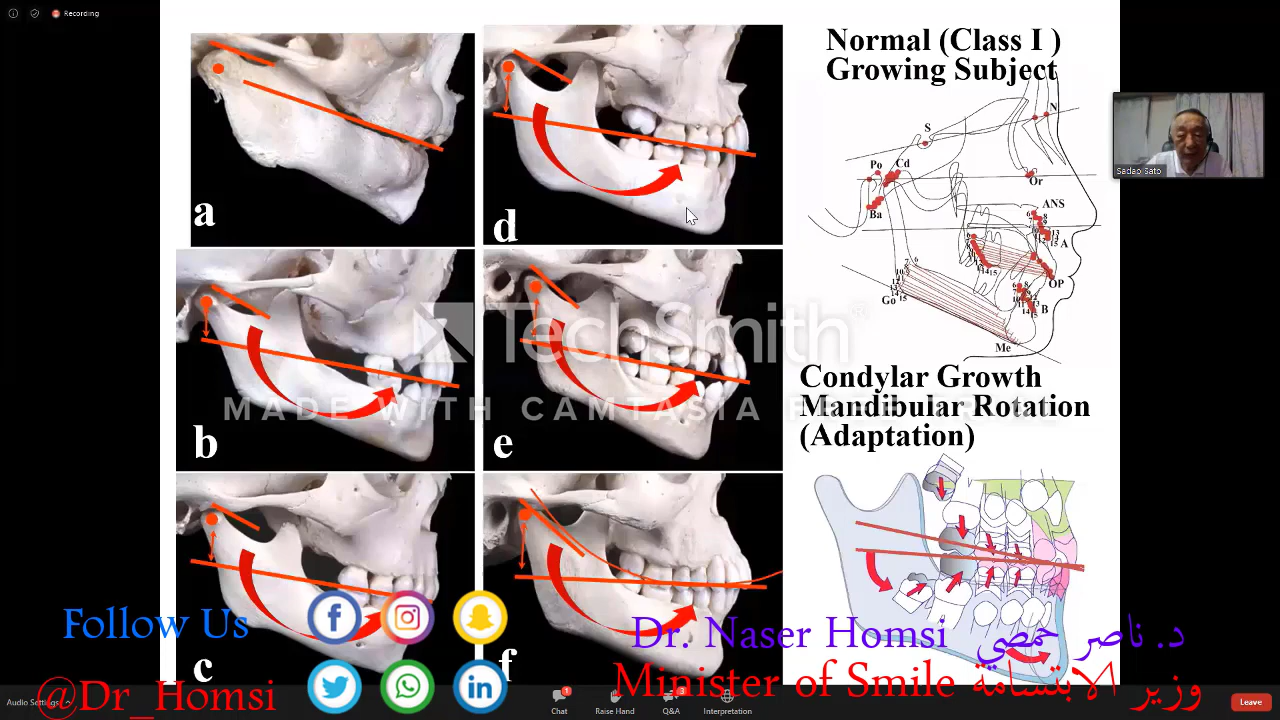 Recording
Normal (Class I )
Growing Subject
N
S
Po
Cd
Or
Ba
ANS
A
OP
Go
B
Me
a
d
b
e
c
f
TechSmith
MADE WITH CAMTASIA FREE
Condylar Growth
Mandibular Rotation
(Adaptation)
Sadao Sato
Follow Us
@Dr_Homsi
Dr. Naser Homsi د. ناصر حمصي
Minister of Smile وزير الابتسامة
Audio Settings
Chat
Raise Hand
Q&A
Interpretation
Leave